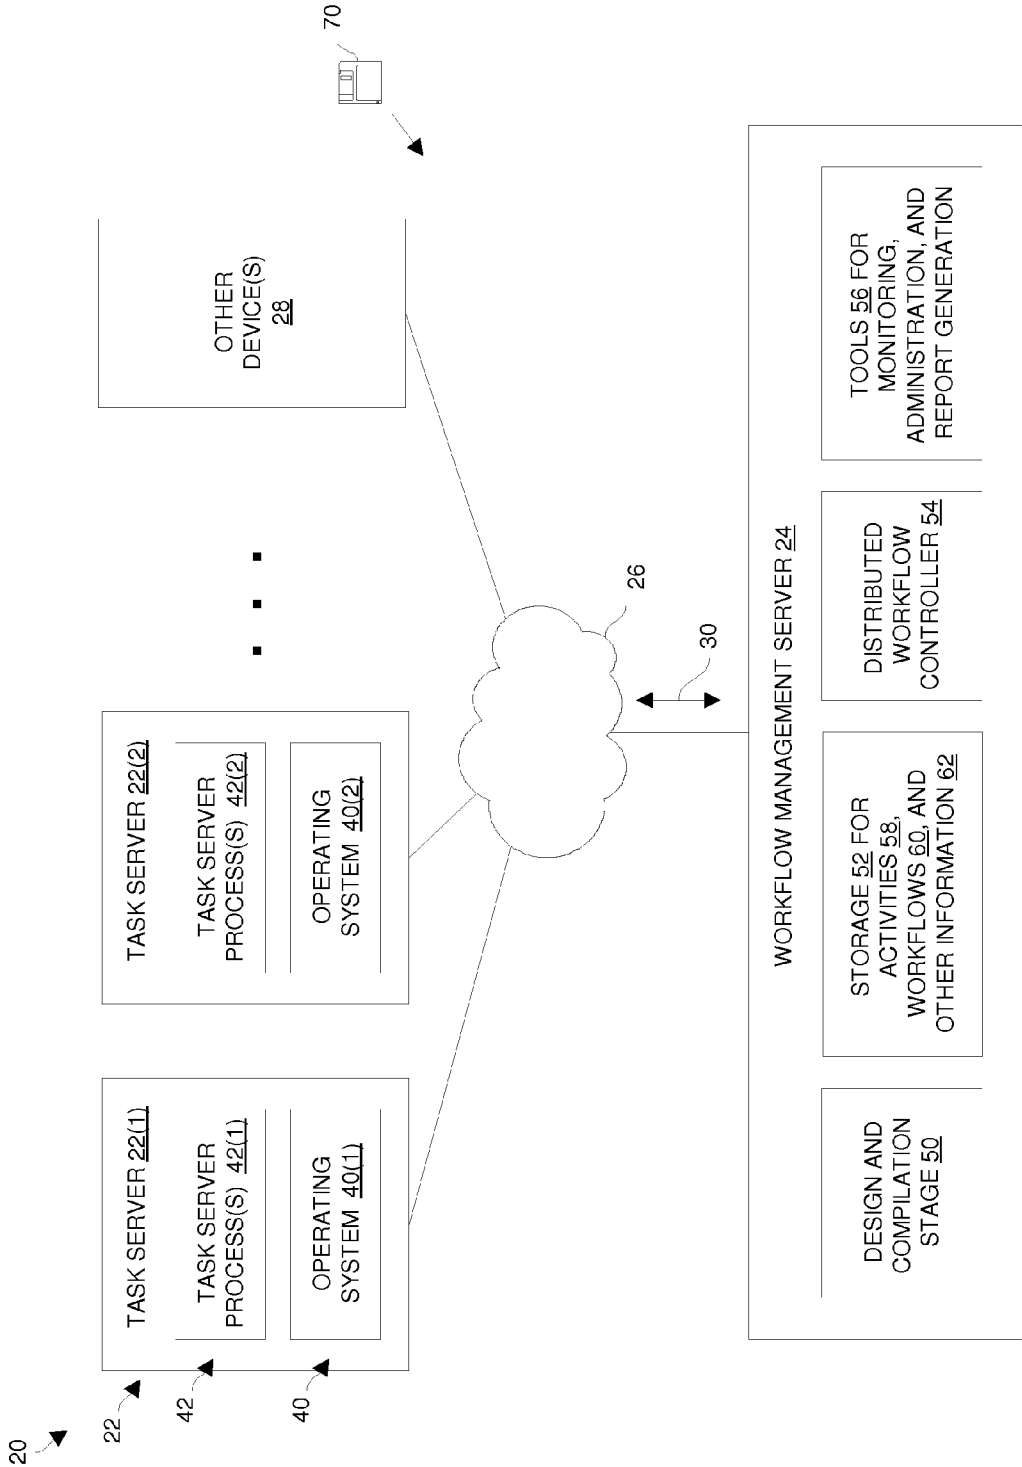 20
22
42
40
TASK SERVER 22(1)
TASK SERVER
PROCESS(S) 42(1)
OPERATING
SYSTEM 40(1)
TASK SERVER 22(2)
TASK SERVER
PROCESS(S) 42(2)
OPERATING
SYSTEM 40(2)
OTHER
DEVICE(S)
28
70
26
30
WORKFLOW MANAGEMENT SERVER 24
DESIGN AND
COMPILATION
STAGE 50
STORAGE 52 FOR
ACTIVITIES 58,
WORKFLOWS 60, AND
OTHER INFORMATION 62
DISTRIBUTED
WORKFLOW
CONTROLLER 54
TOOLS 56 FOR
MONITORING,
ADMINISTRATION, AND
REPORT GENERATION